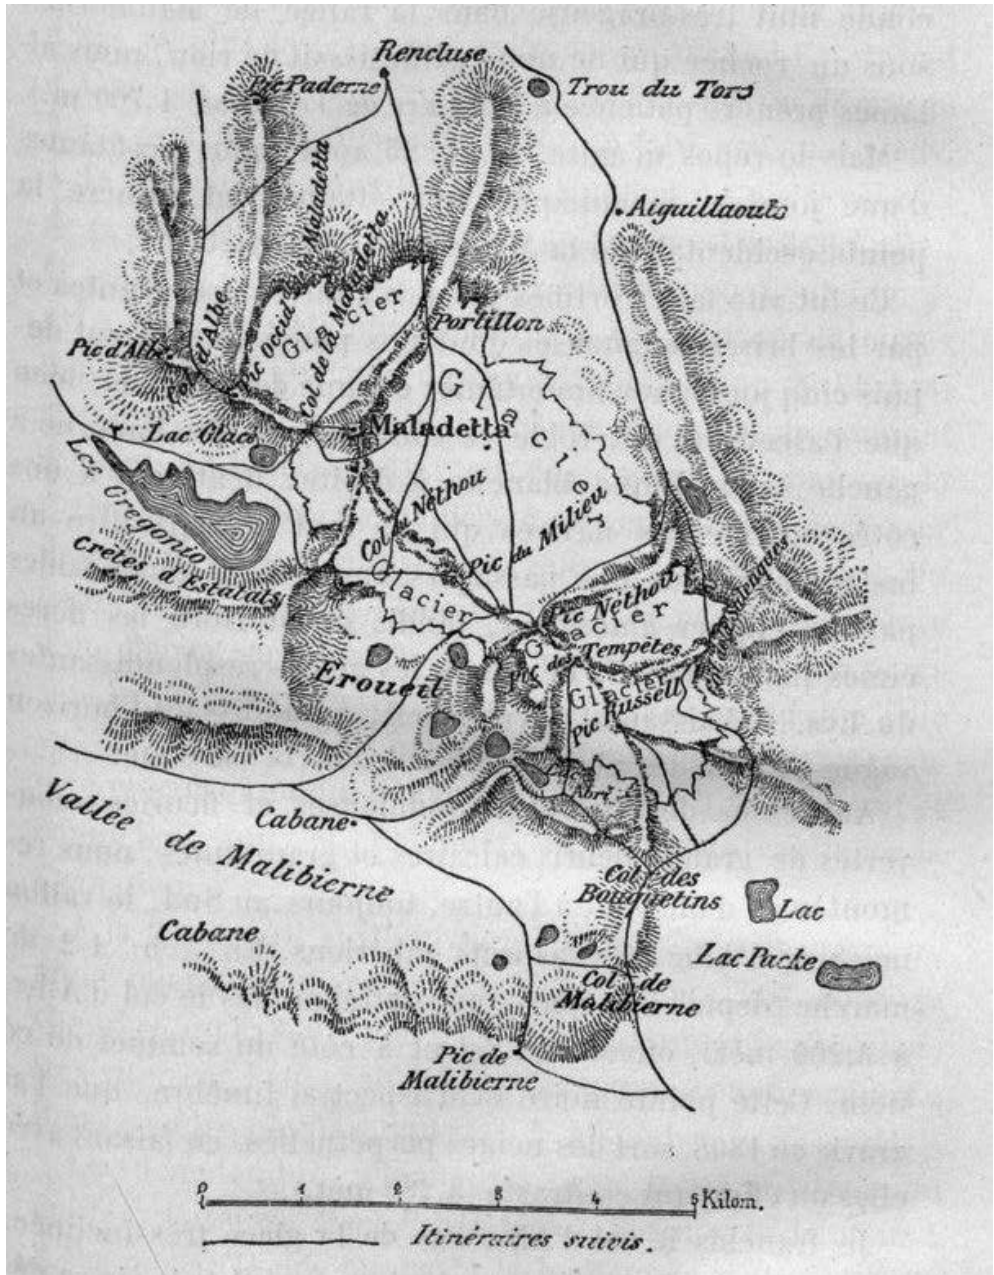 Rencluse
Pic Paderne
Trou du Toro
Aiguillaouts
Occid. de Maladetta
Col de la Maladetta
Glacier
Portillon
Pic d'Albe
Col d'Albe
Pic
Maladetta
Lac Glacé
Lac Gregonio
Glacier
Col du Néthou
Pic du Milieu
Crêtes d'Estatats
Glacier
Pic Néthou
Glacier
Pic des Tempêtes
Eroueil
Glacier
Pic Russell
Abri
Cabane
Vallée de Malibierne
Col des
Bouquetins
Lac
Cabane
Lac Packe
Col de
Malibierne
Pic de
Malibierne
0 1 2 3 4 5 Kilom.
Itinéraires suivis.